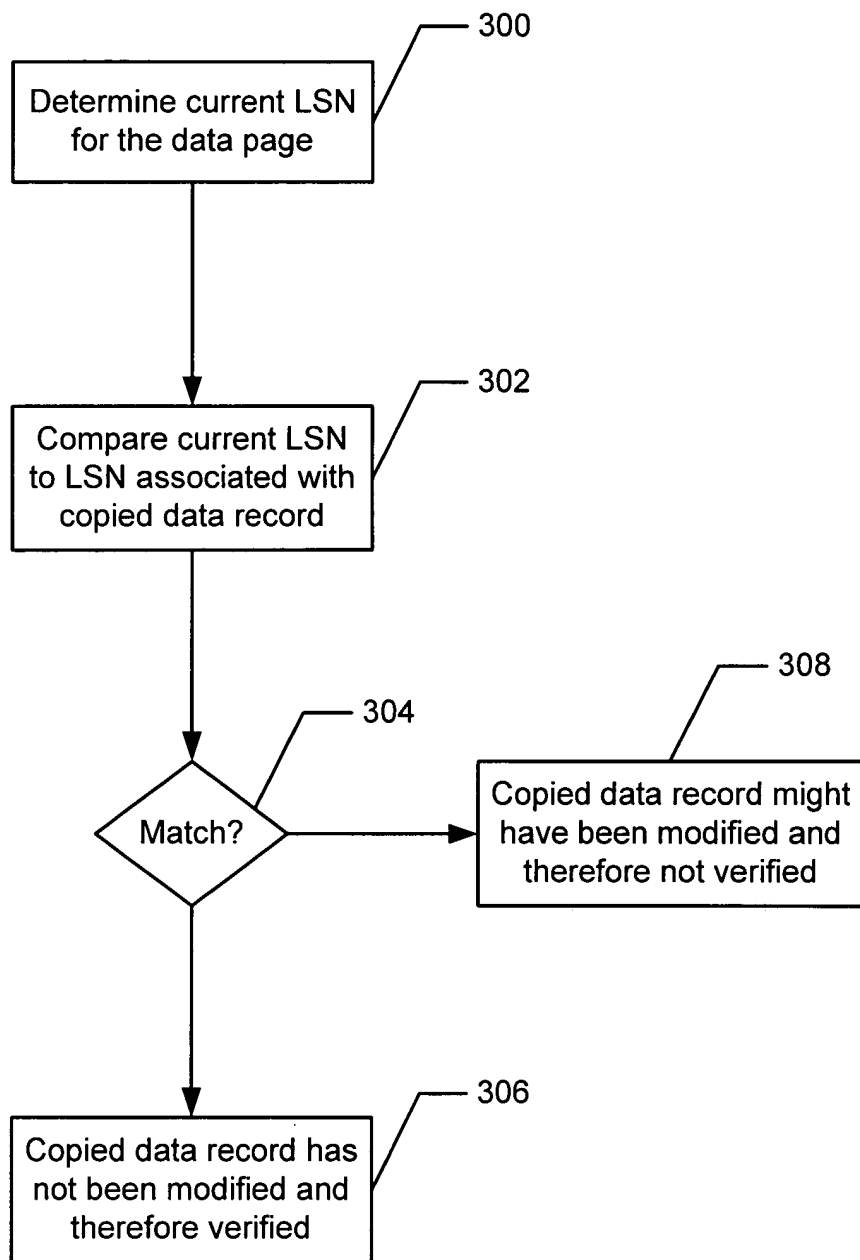 300
Determine current LSN
for the data page
302
Compare current LSN
to LSN associated with
copied data record
304
Match?
308
Copied data record might
have been modified and
therefore not verified
306
Copied data record has
not been modified and
therefore verified